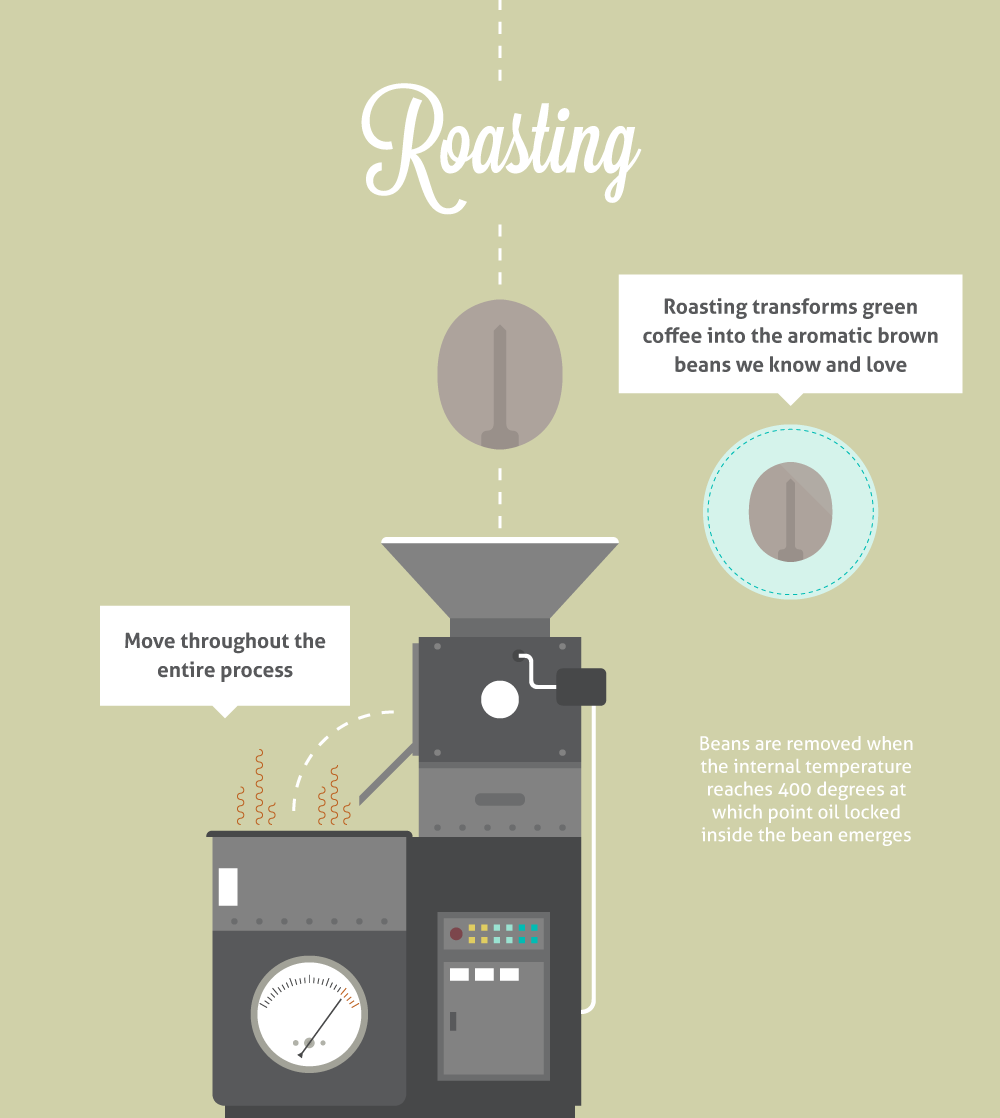 Roasting
Roasting transforms green
coffee into the aromatic brown
beans we know and love
Move throughout the
entire process
Beans are removed when
the internal temperature
reaches 400 degrees at
which point oil locked
inside the bean emerges